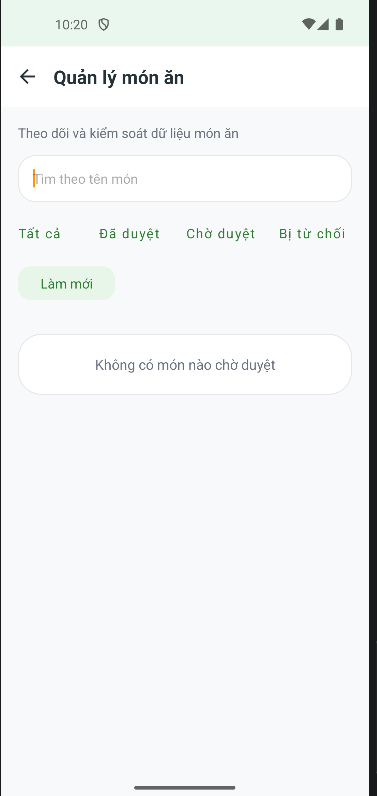 10:20
Quản lý món ăn
Theo dõi và kiểm soát dữ liệu món ăn
Tìm theo tên món
Tất cả Đã duyệt Chờ duyệt Bị từ chối
Làm mới
Không có món nào chờ duyệt